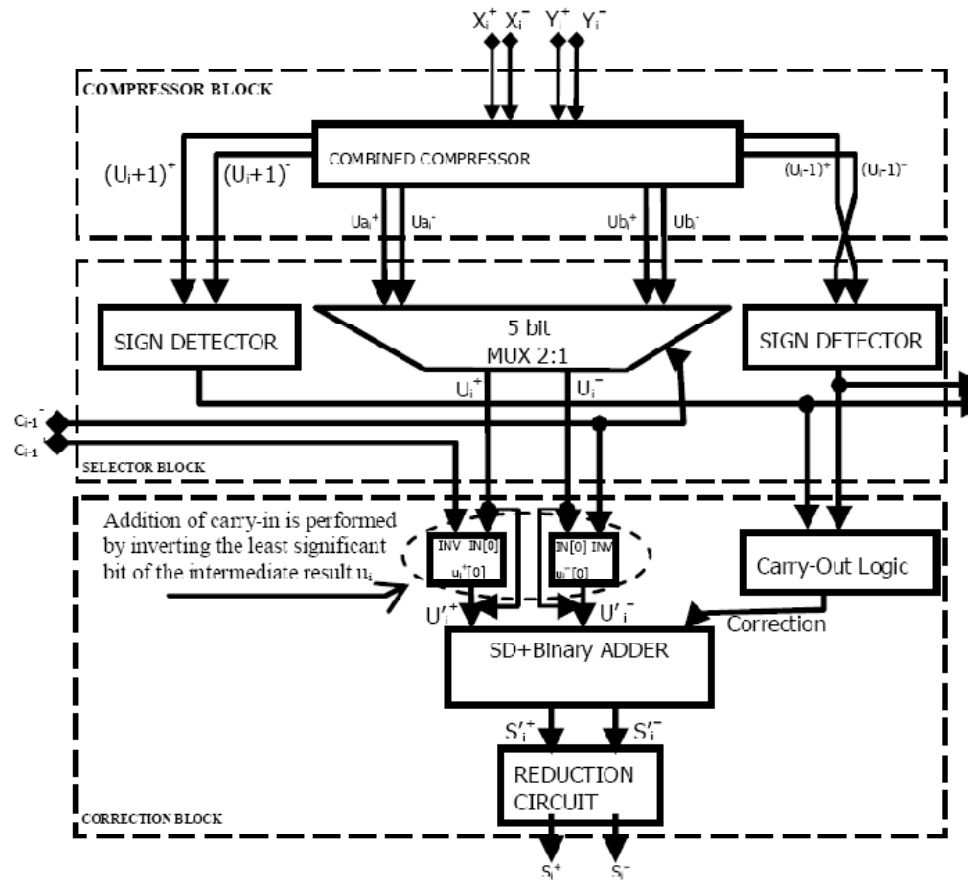 Xᵢ⁺ Xᵢ⁻ Yᵢ⁺ Yᵢ⁻
COMPRESSOR BLOCK
COMBINED COMPRESSOR
(Uᵢ+1)⁺ (Uᵢ+1)⁻ (Uᵢ-1)⁺ (Uᵢ-1)⁻
Uaᵢ⁺ Uaᵢ⁻ Ubᵢ⁺ Ubᵢ⁻
SIGN DETECTOR
5 bit
MUX 2:1
SIGN DETECTOR
Uᵢ⁺ Uᵢ⁻
Cᵢ₋₁⁻
Cᵢ₋₁
SELECTOR BLOCK
Addition of carry-in is performed
by inverting the least significant
bit of the intermediate result uᵢ
INV IN[0]
uᵢ⁺[0]
IN[0] INV
uᵢ⁻[0]
Carry-Out Logic
U'ᵢ⁺ U'ᵢ⁻
Correction
SD+Binary ADDER
S'ᵢ⁺ S'ᵢ⁻
REDUCTION
CIRCUIT
CORRECTION BLOCK
Sᵢ⁺ Sᵢ⁻